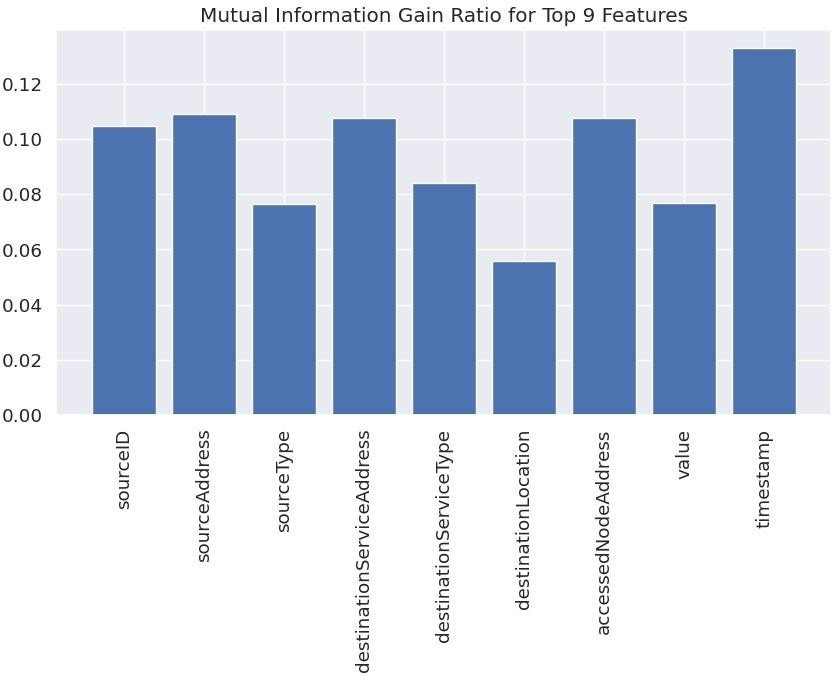 Mutual Information Gain Ratio for Top 9 Features
0.12
0.10
0.08
0.06
0.04
0.02
0.00
sourceID
sourceAddress
sourceType
destinationServiceAddress
destinationServiceType
destinationLocation
accessedNodeAddress
value
timestamp